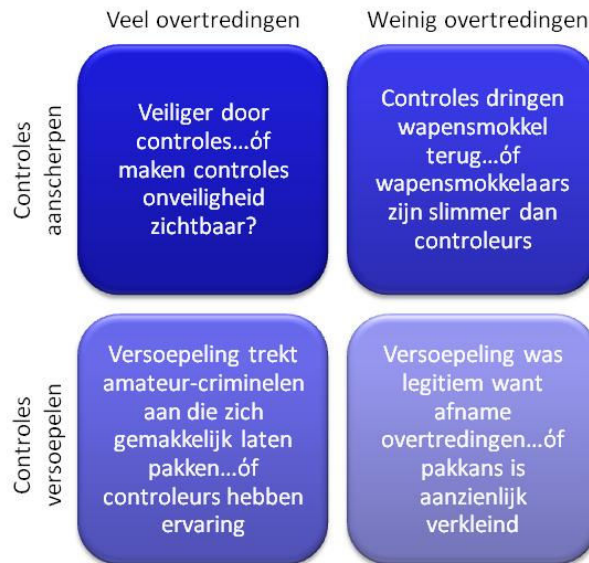 Veel overtredingen
Weinig overtredingen
Controles
aanscherpen
Veiliger door
controles...óf
maken controles
onveiligheid
zichtbaar?
Controles dringen
wapensmokkel
terug...óf
wapensmokkelaars
zijn slimmer dan
controleurs
Controles
versoepelen
Versoepeling trekt
amateur-criminelen
aan die zich
gemakkelijk laten
pakken...óf
controleurs hebben
ervaring
Versoepeling was
legitiem want
afname
overtredingen...óf
pakkans is
aanzienlijk
verkleind